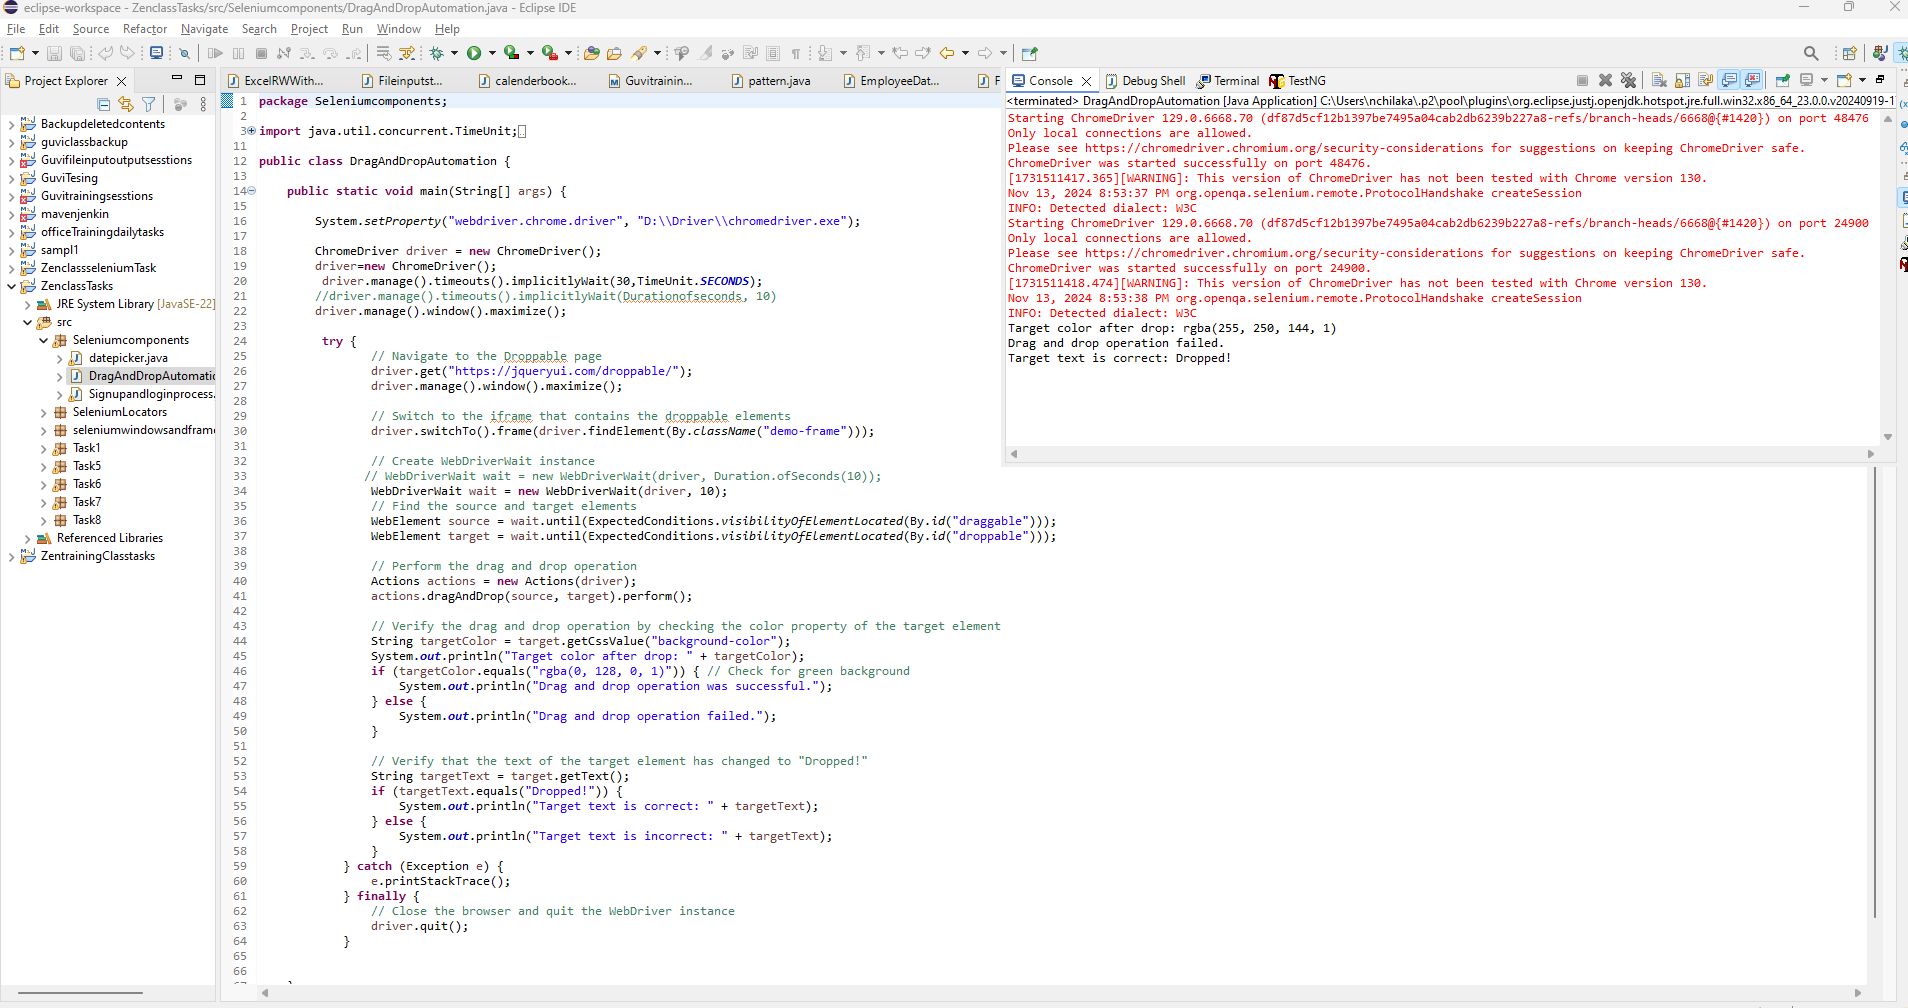 eclipse-workspace - ZenclassTasks/src/Seleniumcomponents/DragAndDropAutomation.java - Eclipse IDE
File Edit Source Refactor Navigate Search Project Run Window Help
Project Explorer
Backupdeletedcontents
guviclassbackup
Guvifileinputoutputsesstions
GuviTesing
Guvitrainingsesstions
mavenjenkin
officeTrainingdailytasks
sampl1
ZenclassseleniumTask
ZenclassTasks
JRE System Library [JavaSE-22]
src
Seleniumcomponents
datepicker.java
DragAndDropAutomatic
Signupandloginprocess.
SeleniumLocators
seleniumwindowsandfram
Task1
Task5
Task6
Task7
Task8
Referenced Libraries
ZentrainingClasstasks
ExcelRWWith... Fileinputst... calenderbook... Guvitrainin... pattern.java EmployeeDat... F
1 package Seleniumcomponents;
2
3 import java.util.concurrent.TimeUnit;
11
12 public class DragAndDropAutomation {
13
14 public static void main(String[] args) {
15
16 System.setProperty("webdriver.chrome.driver", "D:\\Driver\\chromedriver.exe");
17
18 ChromeDriver driver = new ChromeDriver();
19 driver=new ChromeDriver();
20 driver.manage().timeouts().implicitlyWait(30,TimeUnit.SECONDS);
21 //driver.manage().timeouts().implicitlyWait(Durationofseconds, 10)
22 driver.manage().window().maximize();
23
24 try {
25 // Navigate to the Droppable page
26 driver.get("https://jqueryui.com/droppable/");
27 driver.manage().window().maximize();
28
29 // Switch to the iframe that contains the droppable elements
30 driver.switchTo().frame(driver.findElement(By.className("demo-frame")));
31
32 // Create WebDriverWait instance
33 // WebDriverWait wait = new WebDriverWait(driver, Duration.ofSeconds(10));
34 WebDriverWait wait = new WebDriverWait(driver, 10);
35 // Find the source and target elements
36 WebElement source = wait.until(ExpectedConditions.visibilityOfElementLocated(By.id("draggable")));
37 WebElement target = wait.until(ExpectedConditions.visibilityOfElementLocated(By.id("droppable")));
38
39 // Perform the drag and drop operation
40 Actions actions = new Actions(driver);
41 actions.dragAndDrop(source, target).perform();
42
43 // Verify the drag and drop operation by checking the color property of the target element
44 String targetColor = target.getCssValue("background-color");
45 System.out.println("Target color after drop: " + targetColor);
46 if (targetColor.equals("rgba(0, 128, 0, 1)")) { // Check for green background
47 System.out.println("Drag and drop operation was successful.");
48 } else {
49 System.out.println("Drag and drop operation failed.");
50 }
51
52 // Verify that the text of the target element has changed to "Dropped!"
53 String targetText = target.getText();
54 if (targetText.equals("Dropped!")) {
55 System.out.println("Target text is correct: " + targetText);
56 } else {
57 System.out.println("Target text is incorrect: " + targetText);
58 }
59 } catch (Exception e) {
60 e.printStackTrace();
61 } finally {
62 // Close the browser and quit the WebDriver instance
63 driver.quit();
64 }
65
66
Console Debug Shell Terminal TestNG
<terminated> DragAndDropAutomation [Java Application] C:\Users\nchilaka\.p2\pool\plugins\org.eclipse.justj.openjdk.hotspot.jre.full.win32.x86_64_23.0.0.v20240919-1
Starting ChromeDriver 129.0.6668.70 (df87d5cf12b1397be7495a04cab2db6239b227a8-refs/branch-heads/6668@{#1420}) on port 48476
Only local connections are allowed.
Please see https://chromedriver.chromium.org/security-considerations for suggestions on keeping ChromeDriver safe.
ChromeDriver was started successfully on port 48476.
[1731511417.365][WARNING]: This version of ChromeDriver has not been tested with Chrome version 130.
Nov 13, 2024 8:53:37 PM org.openqa.selenium.remote.ProtocolHandshake createSession
INFO: Detected dialect: W3C
Starting ChromeDriver 129.0.6668.70 (df87d5cf12b1397be7495a04cab2db6239b227a8-refs/branch-heads/6668@{#1420}) on port 24900
Only local connections are allowed.
Please see https://chromedriver.chromium.org/security-considerations for suggestions on keeping ChromeDriver safe.
ChromeDriver was started successfully on port 24900.
[1731511418.474][WARNING]: This version of ChromeDriver has not been tested with Chrome version 130.
Nov 13, 2024 8:53:38 PM org.openqa.selenium.remote.ProtocolHandshake createSession
INFO: Detected dialect: W3C
Target color after drop: rgba(255, 250, 144, 1)
Drag and drop operation failed.
Target text is correct: Dropped!